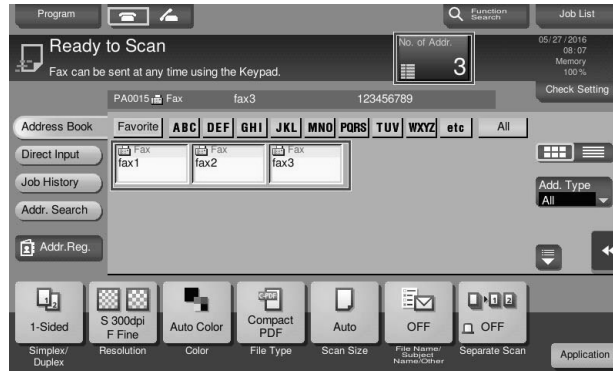 Program
Function
Search
Job List
Ready to Scan
Fax can be sent at any time using the Keypad.
No. of Addr.
3
05/27/2016
08:07
Memory
100 %
Check Setting
PA0015 Fax fax3 123456789
Address Book
Favorite ABC DEF GHI JKL MNO PQRS TUV WXYZ etc All
Direct Input
Fax
fax1
Fax
fax2
Fax
fax3
Job History
Addr. Type
All
Addr. Search
Addr.Reg.
1-Sided
Simplex/
Duplex
S 300dpi
F Fine
Resolution
Auto Color
Color
Compact
PDF
File Type
Auto
Scan Size
OFF
File Name/
Subject
Name/Other
OFF
Separate Scan
Application